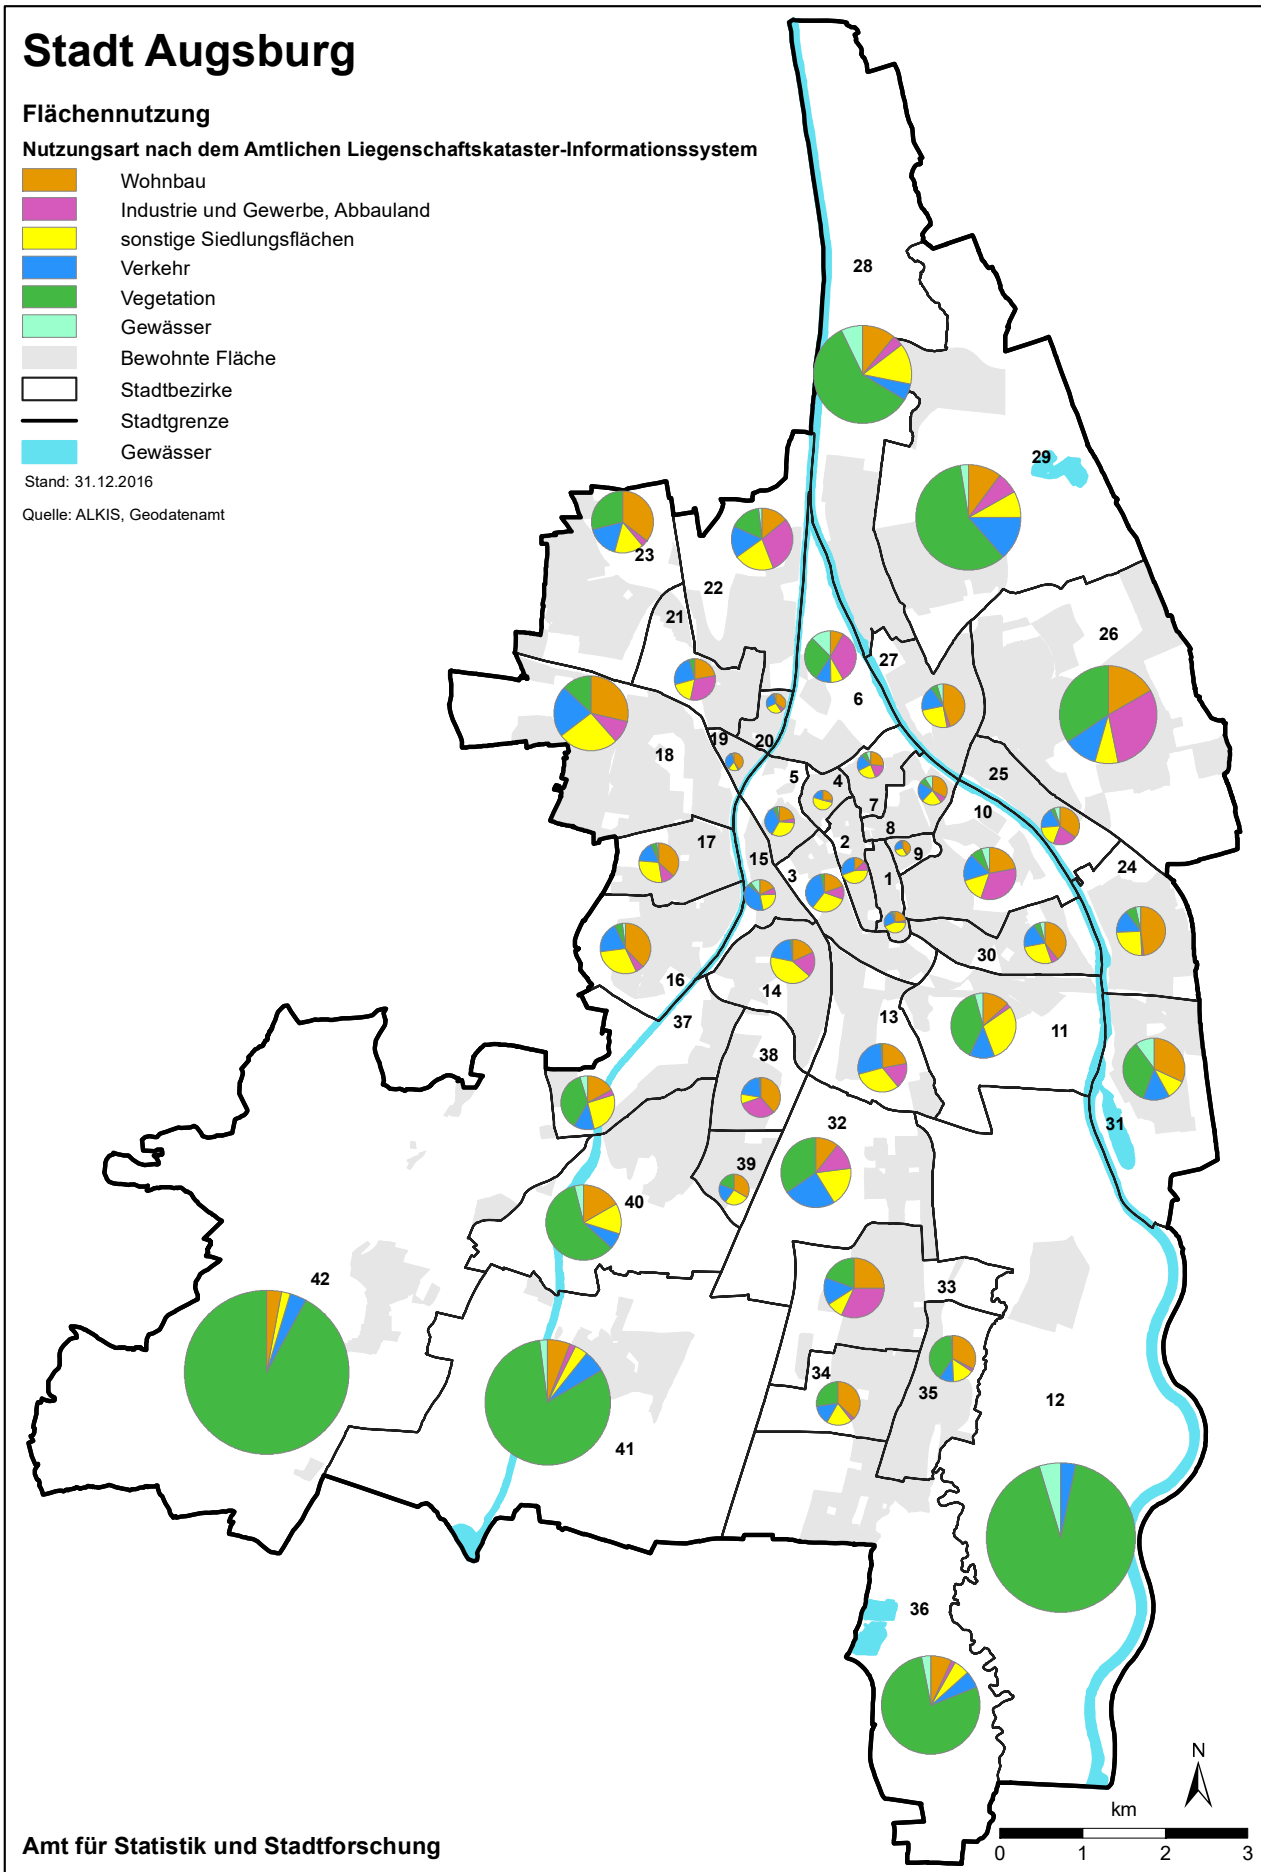 Stadt Augsburg
Flächennutzung
Nutzungsart nach dem Amtlichen Liegenschaftskataster-Informationssystem
Wohnbau
Industrie und Gewerbe, Abbauland
sonstige Siedlungsflächen
Verkehr
Vegetation
Gewässer
Bewohnte Fläche
Stadtbezirke
Stadtgrenze
Gewässer
Stand: 31.12.2016
Quelle: ALKIS, Geodatenamt
28
29
23
22
21
26
27
6
18
19
20
5
4
7
25
10
8
2
17
15
3
9
1
24
16
14
30
37
13
11
38
31
32
39
40
42
33
34
35
12
41
36
N
km
0 1 2 3
Amt für Statistik und Stadtforschung